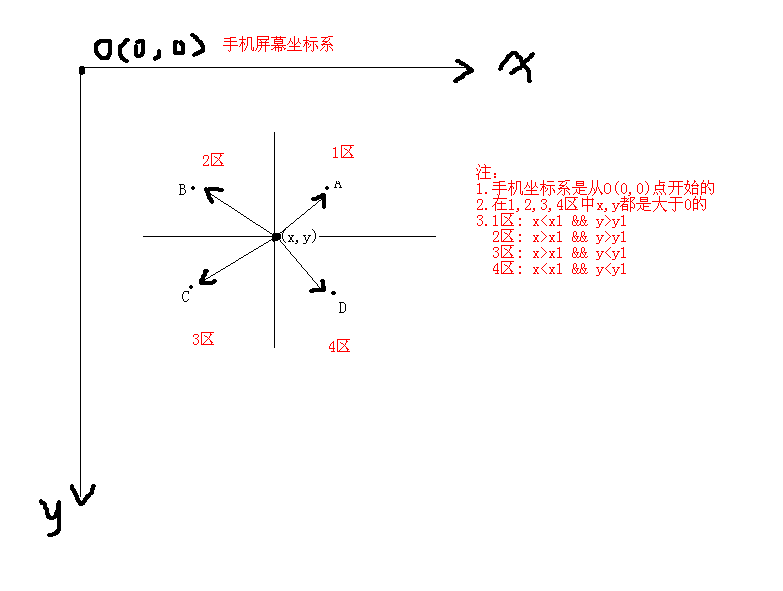 O(0,0) 手机屏幕坐标系
x
2区
1区
B
A
(x,y)
C
D
3区
4区
y
注:
1.手机坐标系是从O(0,0)点开始的
2.在1,2,3,4区中x,y都是大于0的
3.1区: x<x1 && y>y1
2区: x>x1 && y>y1
3区: x>x1 && y<y1
4区: x<x1 && y<y1